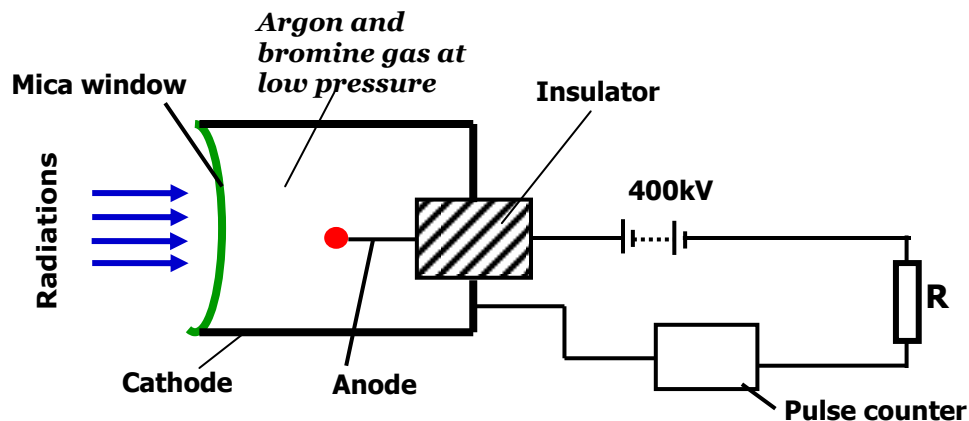 Argon and
bromine gas at
low pressure
Mica window
Insulator
Radiations
400kV
R
Cathode
Anode
Pulse counter